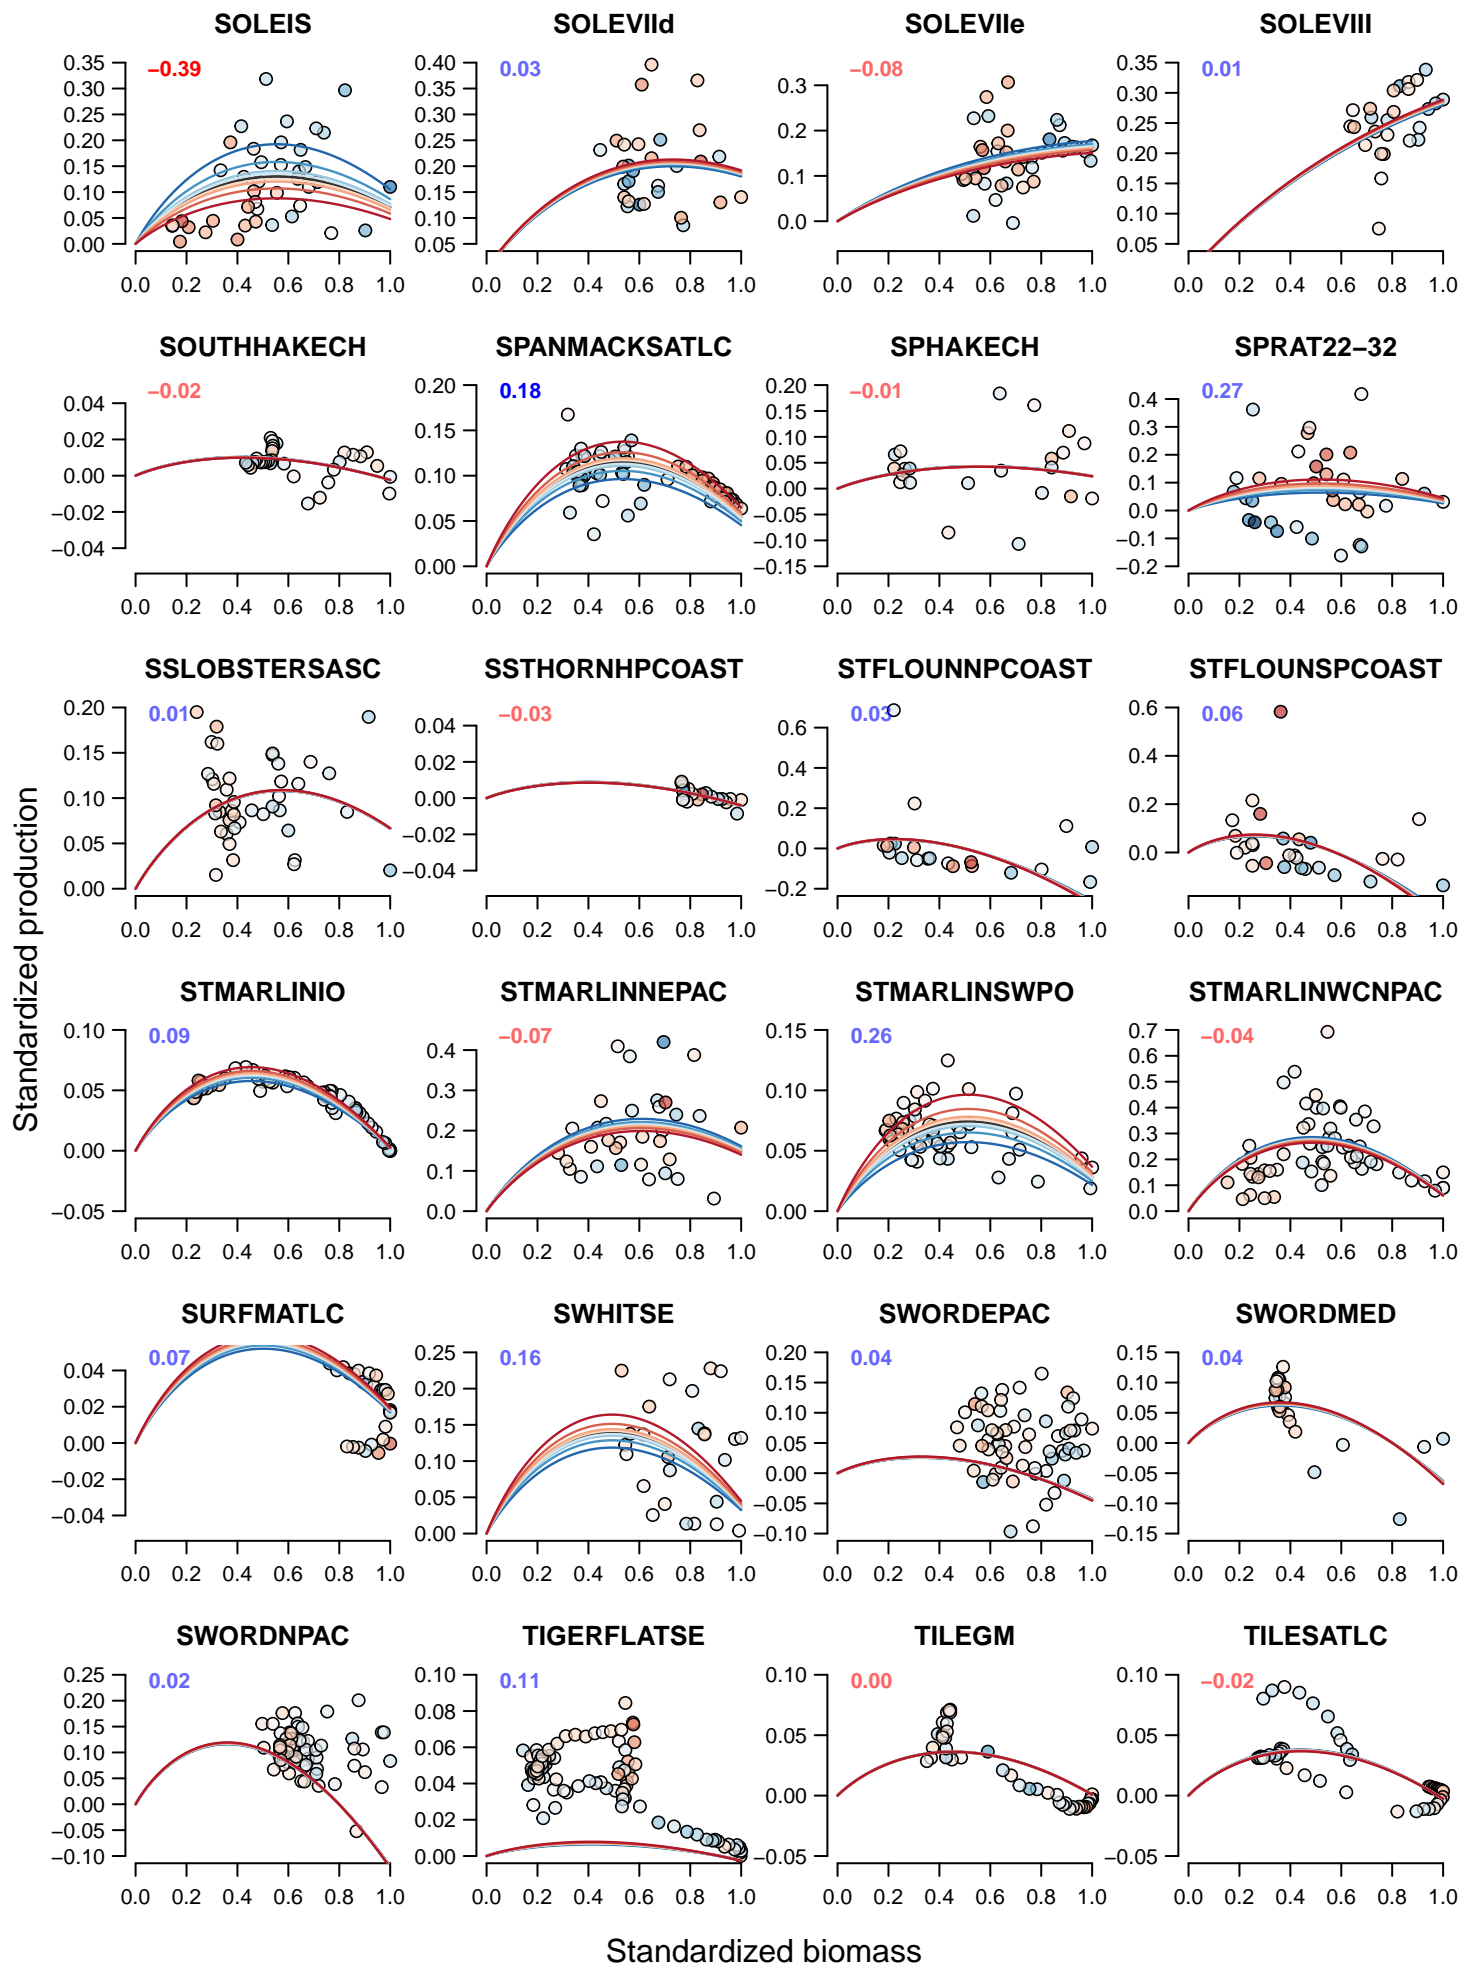 SOLEIS SOLEVIId SOLEVIIe SOLEVIII
−0.39 0.03 −0.08 0.01
0.35 0.30 0.25 0.20 0.15 0.10 0.05 0.00
0.40 0.35 0.30 0.25 0.20 0.15 0.10 0.05
0.3 0.2 0.1 0.0
0.35 0.30 0.25 0.20 0.15 0.10 0.05
0.0 0.2 0.4 0.6 0.8 1.0 0.0 0.2 0.4 0.6 0.8 1.0 0.0 0.2 0.4 0.6 0.8 1.0 0.0 0.2 0.4 0.6 0.8 1.0
SOUTHHAKECH SPANMACKSATLC SPHAKECH SPRAT22−32
−0.02 0.18 −0.01 0.27
0.04 0.02 0.00 −0.02 −0.04
0.20 0.15 0.10 0.05 0.00
0.20 0.15 0.10 0.05 0.00 −0.05 −0.10 −0.15
0.4 0.3 0.2 0.1 0.0 −0.1 −0.2
0.0 0.2 0.4 0.6 0.8 1.0 0.0 0.2 0.4 0.6 0.8 1.0 0.0 0.2 0.4 0.6 0.8 1.0 0.0 0.2 0.4 0.6 0.8 1.0
SSLOBSTERSASC SSTHORNHPCOAST STFLOUNNPCOAST STFLOUNSPCOAST
0.01 −0.03 0.03 0.06
0.20 0.15 0.10 0.05 0.00
0.04 0.02 0.00 −0.02 −0.04
0.6 0.4 0.2 0.0 −0.2
0.6 0.4 0.2 0.0
0.0 0.2 0.4 0.6 0.8 1.0 0.0 0.2 0.4 0.6 0.8 1.0 0.0 0.2 0.4 0.6 0.8 1.0 0.0 0.2 0.4 0.6 0.8 1.0
Standardized production
STMARLINIO STMARLINNEPAC STMARLINSWPO STMARLINWCNPAC
0.09 −0.07 0.26 −0.04
0.10 0.05 0.00 −0.05
0.4 0.3 0.2 0.1 0.0
0.15 0.10 0.05 0.00
0.7 0.6 0.5 0.4 0.3 0.2 0.1 0.0
0.0 0.2 0.4 0.6 0.8 1.0 0.0 0.2 0.4 0.6 0.8 1.0 0.0 0.2 0.4 0.6 0.8 1.0 0.0 0.2 0.4 0.6 0.8 1.0
SURFMATLC SWHITSE SWORDEPAC SWORDMED
0.07 0.16 0.04 0.04
0.04 0.02 0.00 −0.02 −0.04
0.25 0.20 0.15 0.10 0.05 0.00
0.20 0.15 0.10 0.05 0.00 −0.05 −0.10
0.15 0.10 0.05 0.00 −0.05 −0.10 −0.15
0.0 0.2 0.4 0.6 0.8 1.0 0.0 0.2 0.4 0.6 0.8 1.0 0.0 0.2 0.4 0.6 0.8 1.0 0.0 0.2 0.4 0.6 0.8 1.0
SWORDNPAC TIGERFLATSE TILEGM TILESATLC
0.02 0.11 0.00 −0.02
0.25 0.20 0.15 0.10 0.05 0.00 −0.05 −0.10
0.10 0.08 0.06 0.04 0.02 0.00
0.10 0.05 0.00 −0.05
0.10 0.05 0.00 −0.05
0.0 0.2 0.4 0.6 0.8 1.0 0.0 0.2 0.4 0.6 0.8 1.0 0.0 0.2 0.4 0.6 0.8 1.0 0.0 0.2 0.4 0.6 0.8 1.0
Standardized biomass